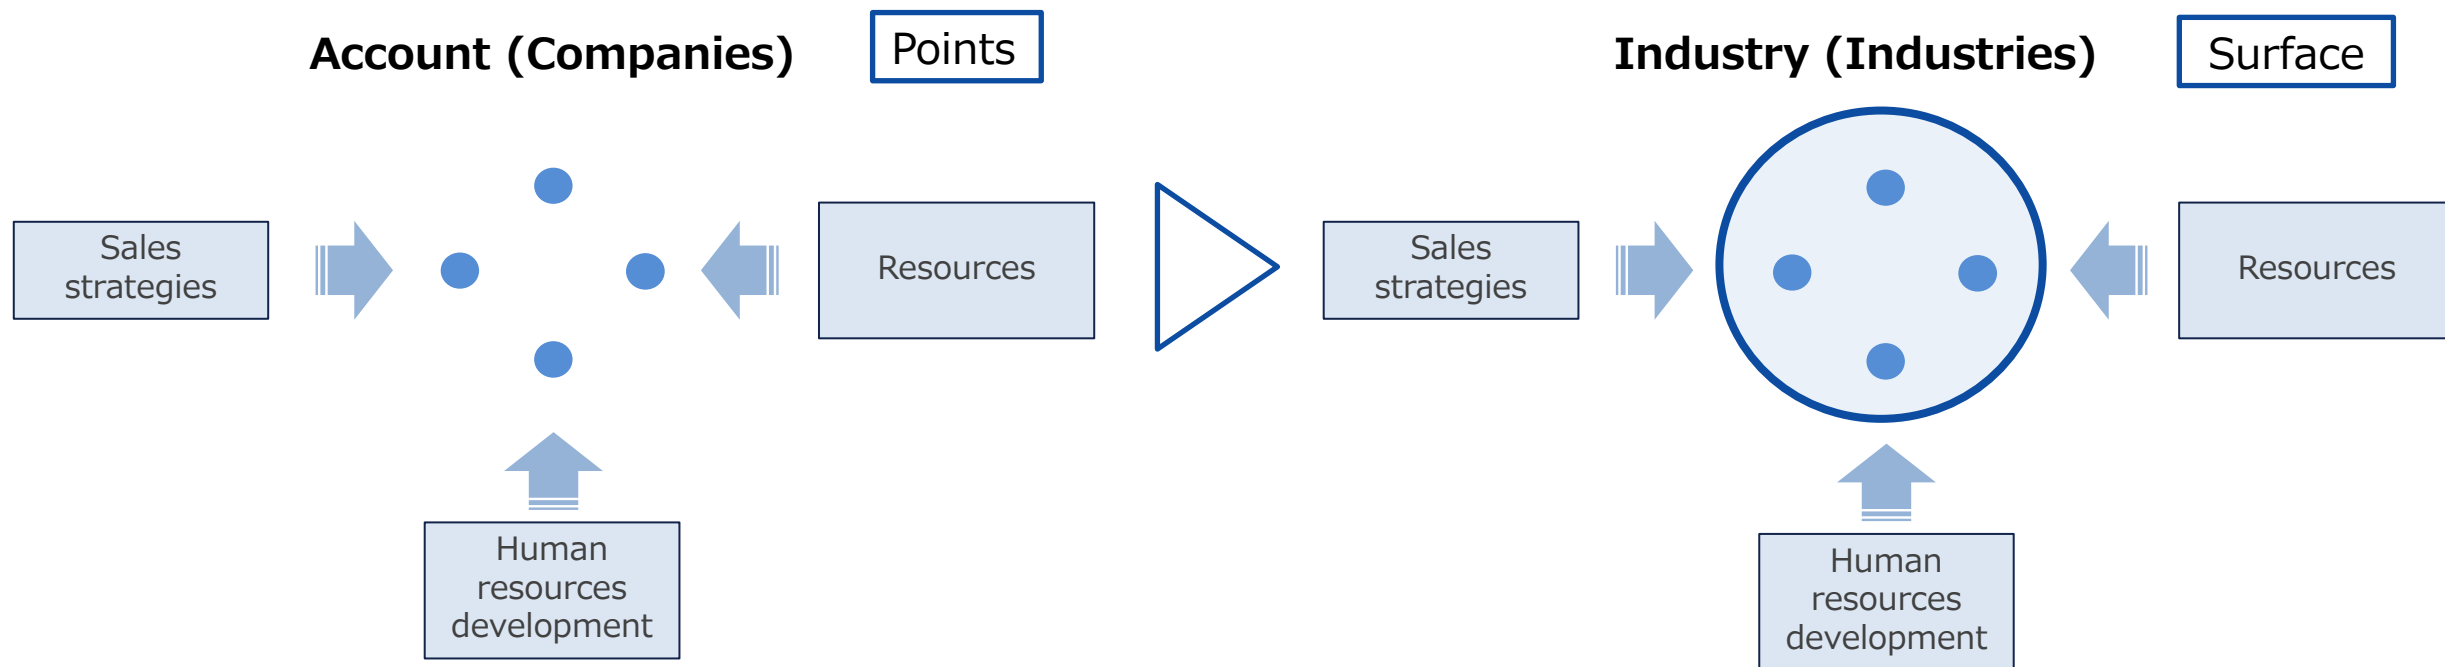 Account (Companies)
Points
Sales
strategies
Resources
Human
resources
development
Industry (Industries)
Surface
Sales
strategies
Resources
Human
resources
development